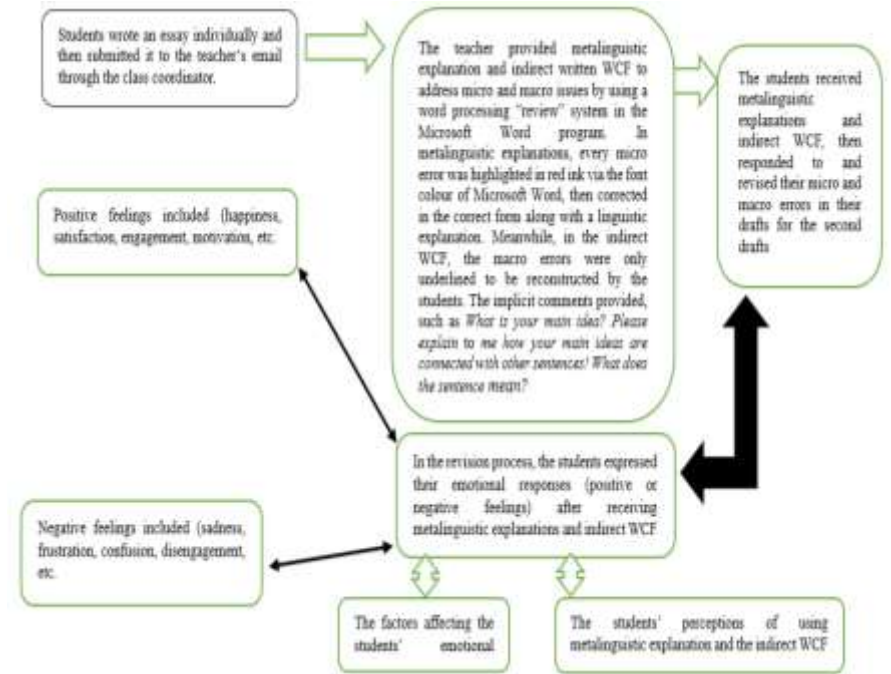 Students wrote an essay individually and
then submitted it to the teacher's email
through the class coordinator.
The teacher provided metalinguistic
explanation and indirect written WCF to
address micro and macro issues by using a
word processing "review" system in the
Microsoft Word program. In
metalinguistic explanations, every micro
error was highlighted in red ink via the font
colour of Microsoft Word, then corrected
in the correct form along with a linguistic
explanation. Meanwhile, in the indirect
WCF, the macro errors were only
underlined to be reconstructed by the
students. The implicit comments provided,
such as What is your main idea? Please
explain to me how your main ideas are
connected with other sentences! What does
the sentence mean?
The students received
metalinguistic
explanations and
indirect WCF, then
responded to and
revised their micro and
macro errors in their
drafts for the second
drafts
Positive feelings included (happiness,
satisfaction, engagement, motivation, etc.
In the revision process, the students expressed
their emotional responses (positive or
negative feelings) after receiving
metalinguistic explanations and indirect WCF
Negative feelings included (sadness,
frustration, confusion, disengagement,
etc.
The factors affecting the
students' emotional
The students' perceptions of using
metalinguistic explanation and the indirect WCF